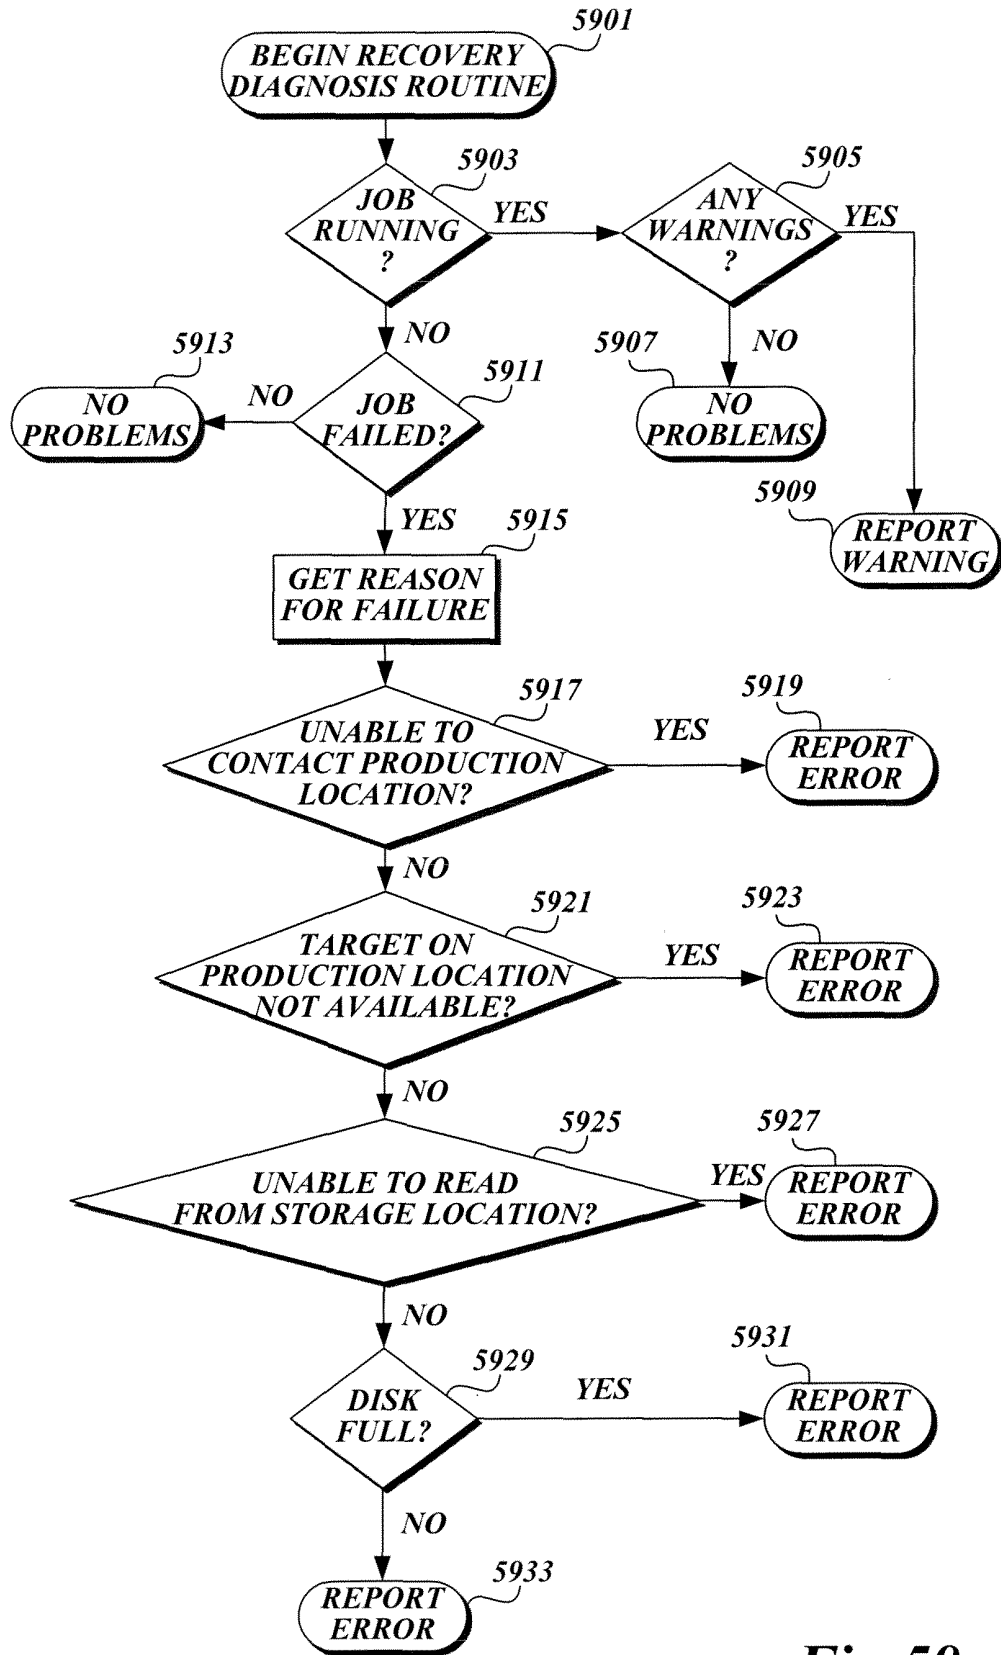 5901
BEGIN RECOVERY
DIAGNOSIS ROUTINE
5903
JOB
RUNNING
?
YES
5905
ANY
WARNINGS
?
YES
NO
NO
5907
NO
PROBLEMS
5909
REPORT
WARNING
5911
JOB
FAILED?
NO
5913
NO
PROBLEMS
YES
5915
GET REASON
FOR FAILURE
5917
UNABLE TO
CONTACT PRODUCTION
LOCATION?
YES
5919
REPORT
ERROR
NO
5921
TARGET ON
PRODUCTION LOCATION
NOT AVAILABLE?
YES
5923
REPORT
ERROR
NO
5925
UNABLE TO READ
FROM STORAGE LOCATION?
YES
5927
REPORT
ERROR
NO
5929
DISK
FULL?
YES
5931
REPORT
ERROR
NO
5933
REPORT
ERROR